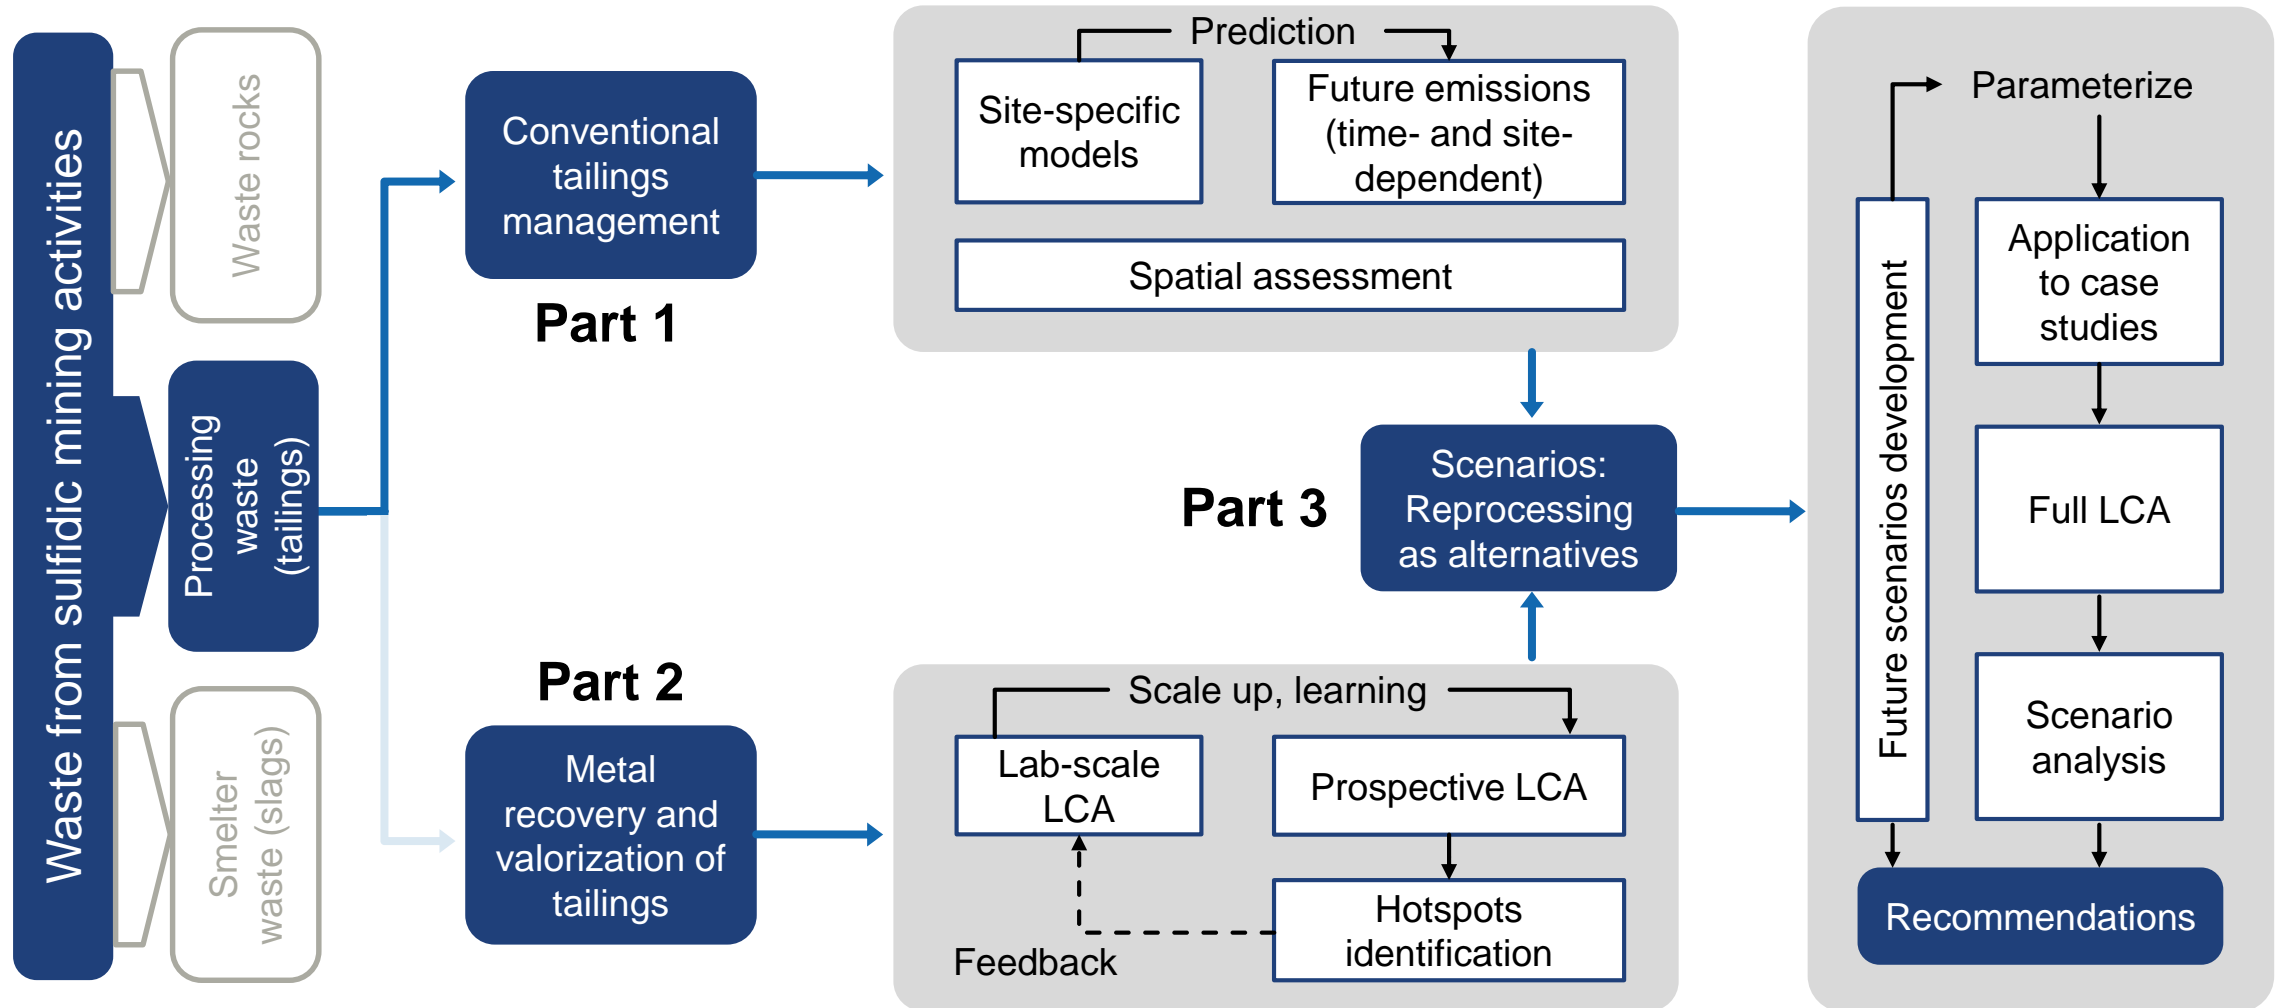 Waste from sulfidic mining activities
Waste rocks
Processing
waste
(tailings)
Smelter
waste (slags)
Conventional
tailings
management
Part 1
Part 2
Metal
recovery and
valorization of
tailings
Prediction
Site-specific
models
Future emissions
(time- and site-
dependent)
Spatial assessment
Part 3
Scenarios:
Reprocessing
as alternatives
Scale up, learning
Lab-scale
LCA
Prospective LCA
Hotspots
identification
Feedback
Future scenarios development
Parameterize
Application
to case
studies
Full LCA
Scenario
analysis
Recommendations